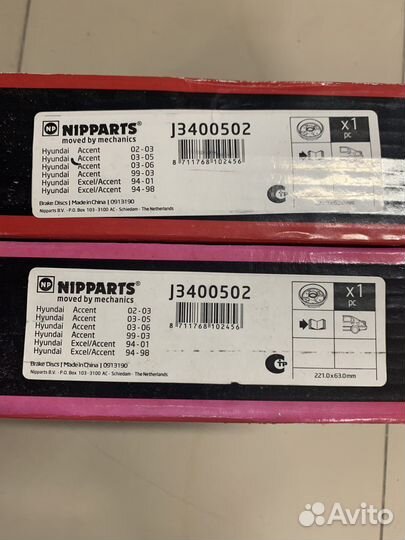 NP NIPPARTS®
moved by mechanics
J3400502
x1
pc
Hyundai Accent 02-03
Hyundai Accent 03-05
Hyundai Accent 03-06
Hyundai Accent 99-03
Hyundai Excel/Accent 94-01
Hyundai Excel/Accent 94-98
8 711768 102456
Brake Discs | Made in China | 0913190
Nipparts B.V. - P.O. Box 103 - 3100 AC - Schiedam - The Netherlands
TP
NP NIPPARTS®
moved by mechanics
J3400502
x1
pc
Hyundai Accent 02-03
Hyundai Accent 03-05
Hyundai Accent 03-06
Hyundai Accent 99-03
Hyundai Excel/Accent 94-01
Hyundai Excel/Accent 94-98
8 711768 102456
Brake Discs | Made in China | 0913190
Nipparts B.V. - P.O. Box 103 - 3100 AC - Schiedam - The Netherlands
TP
221.0x63.0mm
Avito